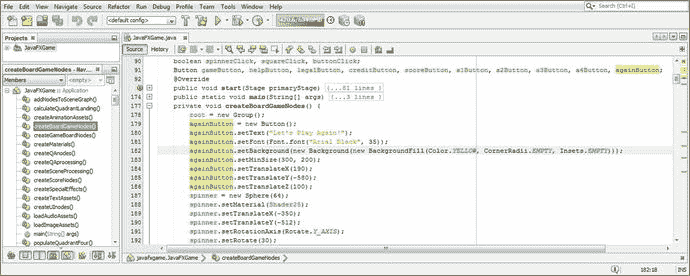 File Edit View Navigate Source Refactor Run Debug Profile Team Tools Window Help
Search (Ctrl+I)
<default config>
Projects
JavaFXGame
createBoardGameNodes() - Nav...
Members
<empty>
JavaFXGame :: Application
addNodesToSceneGraph()
calculateQuadrantLanding()
createAnimationAssets()
createBoardGameNodes()
createGameBoardNodes()
createMaterials()
createQAnodes()
createQAprocessing()
createSceneNodes()
createSceneProcessing()
createSpecialEffects()
createTextAssets()
createUInodes()
loadAudioAssets()
loadImageAssets()
main(String[] args)
populateQuadrantFour()
JavaFXGame.java
Source History
90 boolean spinnerClick, squareClick, buttonClick;
91 Button gameButton, helpButton, legalButton, creditButton, scoreButton, a1Button, a2Button, a3Button, a4Button, againButton;
92 @Override
public void start(Stage primaryStage) {...81 lines }
174 public static void main(String[] args) {...3 lines }
177 private void createBoardGameNodes() {
178 root = new Group();
179 againButton = new Button();
180 againButton.setText("Let's Play Again!");
181 againButton.setFont(Font.font("Arial Black", 35));
182 againButton.setBackground(new Background(new BackgroundFill(Color.YELLOW, CornerRadii.EMPTY, Insets.EMPTY)));
183 againButton.setMinSize(300, 200);
184 againButton.setTranslateX(190);
185 againButton.setTranslateY(-580);
186 againButton.setTranslateZ(100);
187 spinner = new Sphere(64);
188 spinner.setMaterial(Shader25);
189 spinner.setTranslateX(-350);
190 spinner.setTranslateY(-512);
191 spinner.setRotationAxis(Rotate.Y_AXIS);
192 spinner.setRotate(30);
javafxgame.JavaFXGame
createBoardGameNodes
182:18 INS